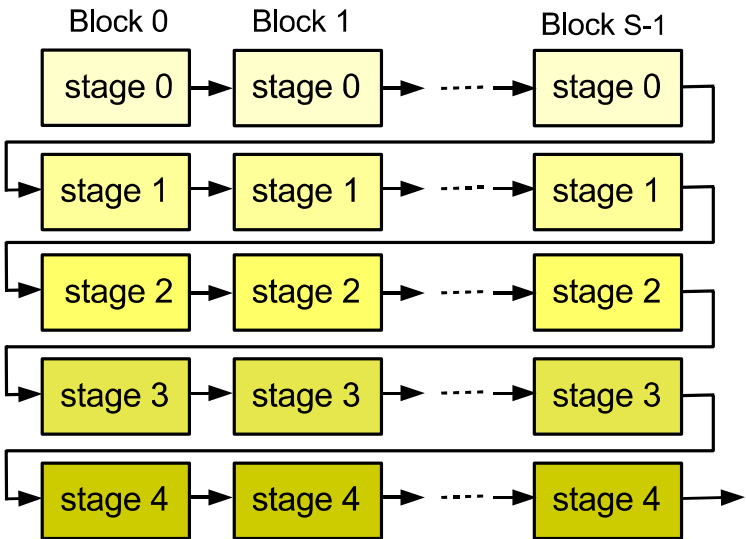 Block 0 Block 1 Block S-1
stage 0 stage 0 stage 0
stage 1 stage 1 stage 1
stage 2 stage 2 stage 2
stage 3 stage 3 stage 3
stage 4 stage 4 stage 4